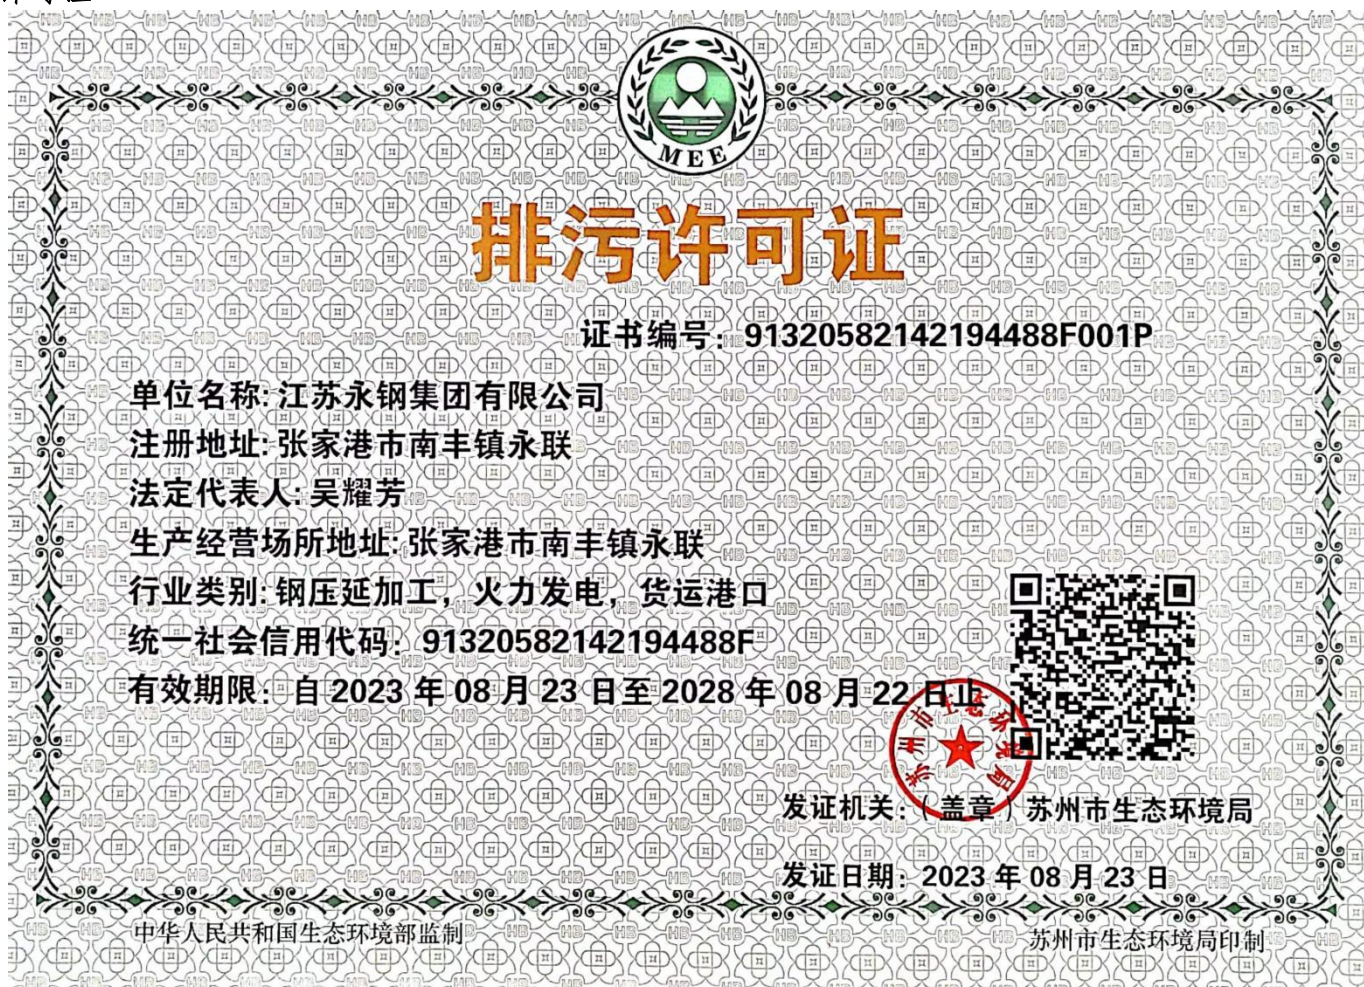 MEE
排污许可证
证书编号：91320582142194488F001P
单位名称: 江苏永钢集团有限公司
注册地址: 张家港市南丰镇永联
法定代表人: 吴耀芳
生产经营场所地址: 张家港市南丰镇永联
行业类别: 钢压延加工，火力发电，货运港口
统一社会信用代码：91320582142194488F
有效期限：自 2023 年 08 月 23 日至 2028 年 08 月 22 日止
苏州市生态环境局
发证机关：（盖章）苏州市生态环境局
发证日期：2023 年 08 月 23 日
中华人民共和国生态环境部监制
苏州市生态环境局印制